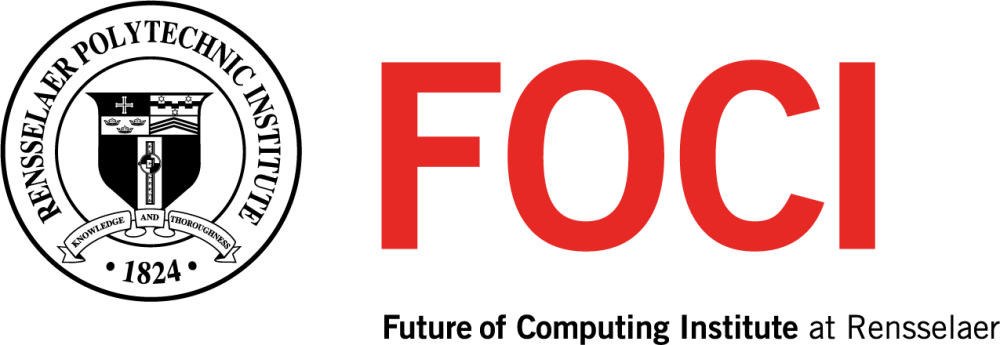 RENSSELAER POLYTECHNIC INSTITUTE
KNOWLEDGE AND THOROUGHNESS
• 1824 •
FOCI
Future of Computing Institute at Rensselaer